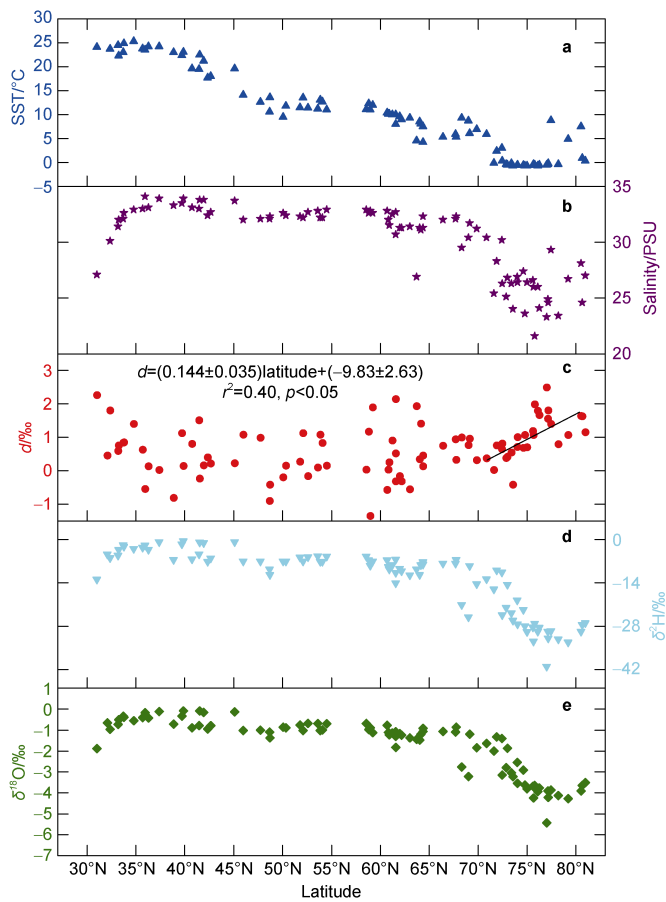 30
25
20
15
10
5
0
−5
SST/°C
a
b
35
30
25
20
Salinity/PSU
c
d=(0.144±0.035)latitude+(−9.83±2.63)
r²=0.40, p<0.05
3
2
1
0
−1
d/‰
d
0
−14
−28
−42
δ²H/‰
e
1
0
−1
−2
−3
−4
−5
−6
−7
δ¹⁸O/‰
30°N 35°N 40°N 45°N 50°N 55°N 60°N 65°N 70°N 75°N 80°N
Latitude